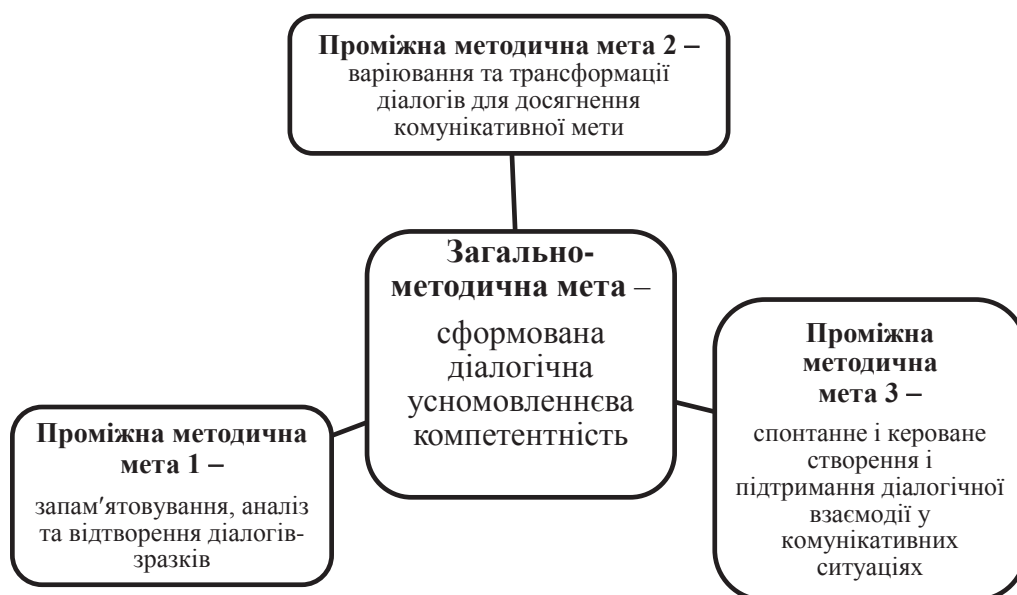 Проміжна методична мета 2 –
варіювання та трансформації
діалогів для досягнення
комунікативної мети
Загально-
методична мета –
сформована
діалогічна
усномовленнєва
компетентність
Проміжна методична
мета 1 –
запам′ятовування, аналіз
та відтворення діалогів-
зразків
Проміжна
методична
мета 3 –
спонтанне і кероване
створення і
підтримання діалогічної
взаємодії у
комунікативних
ситуаціях